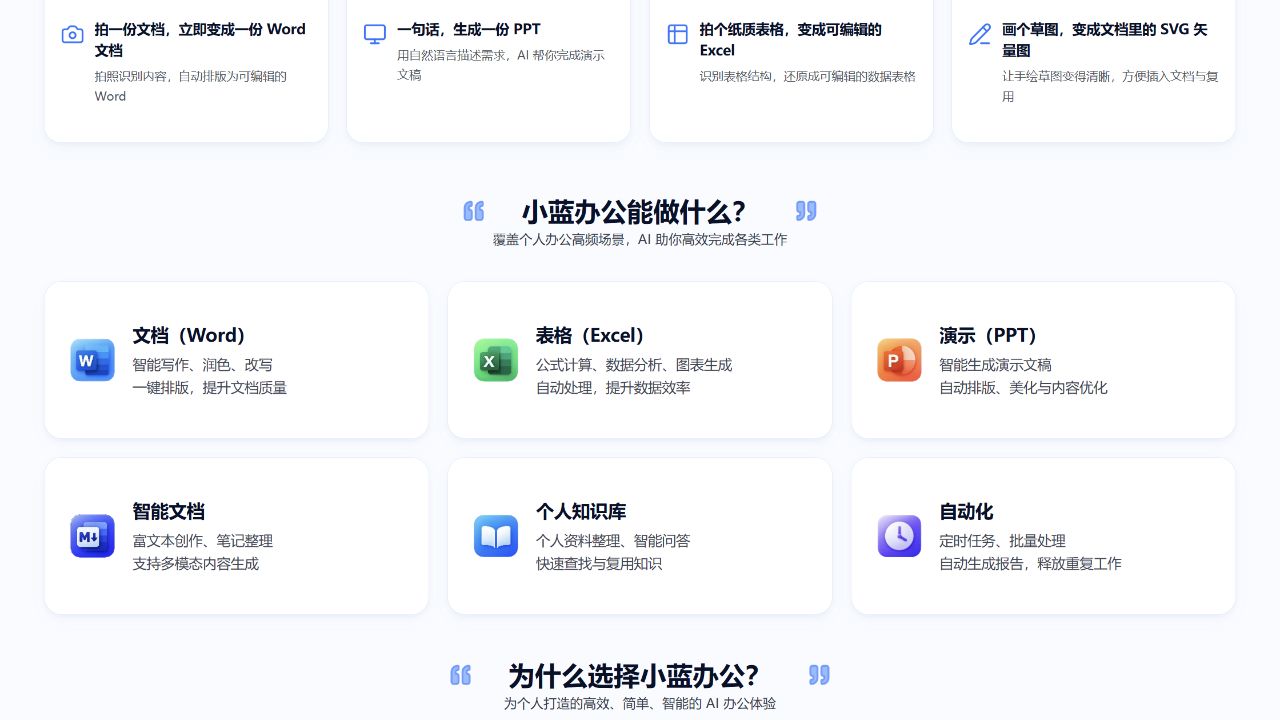 拍一份文档，立即变成一份 Word
文档
拍照识别内容，自动排版为可编辑的
Word
一句话，生成一份 PPT
用自然语言描述需求，AI 帮你完成演示
文稿
拍个纸质表格，变成可编辑的
Excel
识别表格结构，还原成可编辑的数据表格
画个草图，变成文档里的 SVG 矢
量图
让手绘草图变得清晰，方便插入文档与复
用
小蓝办公能做什么？
覆盖个人办公高频场景，AI 助你高效完成各类工作
W
文档（Word）
智能写作、润色、改写
一键排版，提升文档质量
X
表格（Excel）
公式计算、数据分析、图表生成
自动处理，提升数据效率
P
演示（PPT）
智能生成演示文稿
自动排版、美化与内容优化
M↓
智能文档
富文本创作、笔记整理
支持多模态内容生成
个人知识库
个人资料整理、智能问答
快速查找与复用知识
自动化
定时任务、批量处理
自动生成报告，释放重复工作
为什么选择小蓝办公？
为个人打造的高效、简单、智能的 AI 办公体验